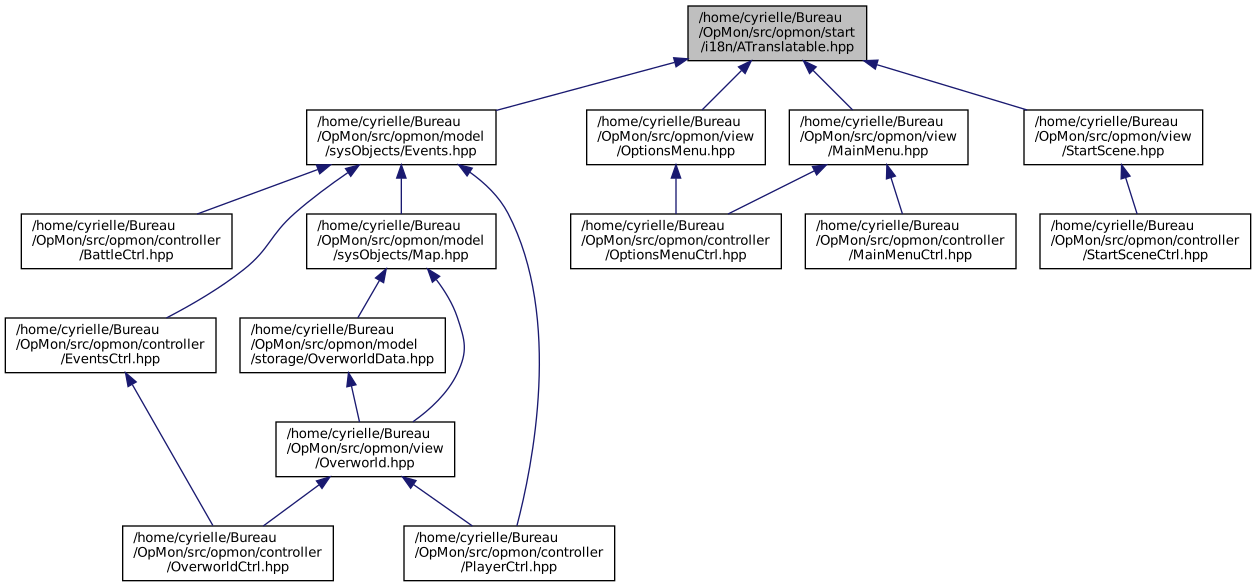 /home/cyrielle/Bureau
/OpMon/src/opmon/start
/i18n/ATranslatable.hpp
/home/cyrielle/Bureau
/OpMon/src/opmon/model
/sysObjects/Events.hpp
/home/cyrielle/Bureau
/OpMon/src/opmon/view
/OptionsMenu.hpp
/home/cyrielle/Bureau
/OpMon/src/opmon/view
/MainMenu.hpp
/home/cyrielle/Bureau
/OpMon/src/opmon/view
/StartScene.hpp
/home/cyrielle/Bureau
/OpMon/src/opmon/controller
/BattleCtrl.hpp
/home/cyrielle/Bureau
/OpMon/src/opmon/model
/sysObjects/Map.hpp
/home/cyrielle/Bureau
/OpMon/src/opmon/controller
/OptionsMenuCtrl.hpp
/home/cyrielle/Bureau
/OpMon/src/opmon/controller
/MainMenuCtrl.hpp
/home/cyrielle/Bureau
/OpMon/src/opmon/controller
/StartSceneCtrl.hpp
/home/cyrielle/Bureau
/OpMon/src/opmon/controller
/EventsCtrl.hpp
/home/cyrielle/Bureau
/OpMon/src/opmon/model
/storage/OverworldData.hpp
/home/cyrielle/Bureau
/OpMon/src/opmon/view
/Overworld.hpp
/home/cyrielle/Bureau
/OpMon/src/opmon/controller
/OverworldCtrl.hpp
/home/cyrielle/Bureau
/OpMon/src/opmon/controller
/PlayerCtrl.hpp